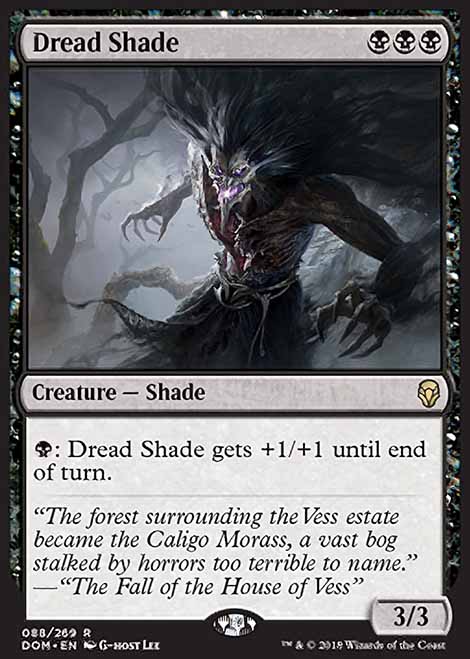 Dread Shade
Creature — Shade
: Dread Shade gets +1/+1 until end
of turn.
“The forest surrounding the Vess estate
became the Caligo Morass, a vast bog
stalked by horrors too terrible to name.”
—“The Fall of the House of Vess”
3/3
088/269 R
DOM • EN G-host Lee
™ & © 2018 Wizards of the Coast